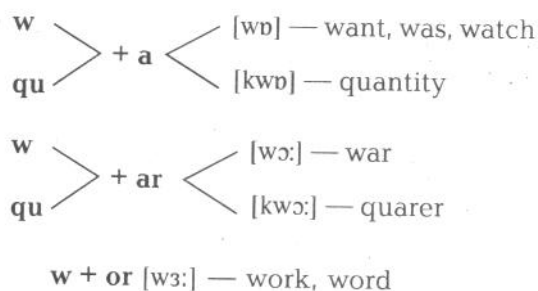 w
qu
+ a
[wɒ] — want, was, watch
[kwɒ] — quantity
w
qu
+ ar
[wɔ:] — war
[kwɔ:] — quarer
w + or [wɜ:] — work, word